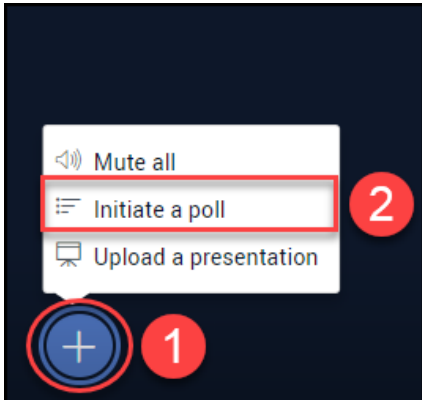 Mute all
Initiate a poll
2
Upload a presentation
1